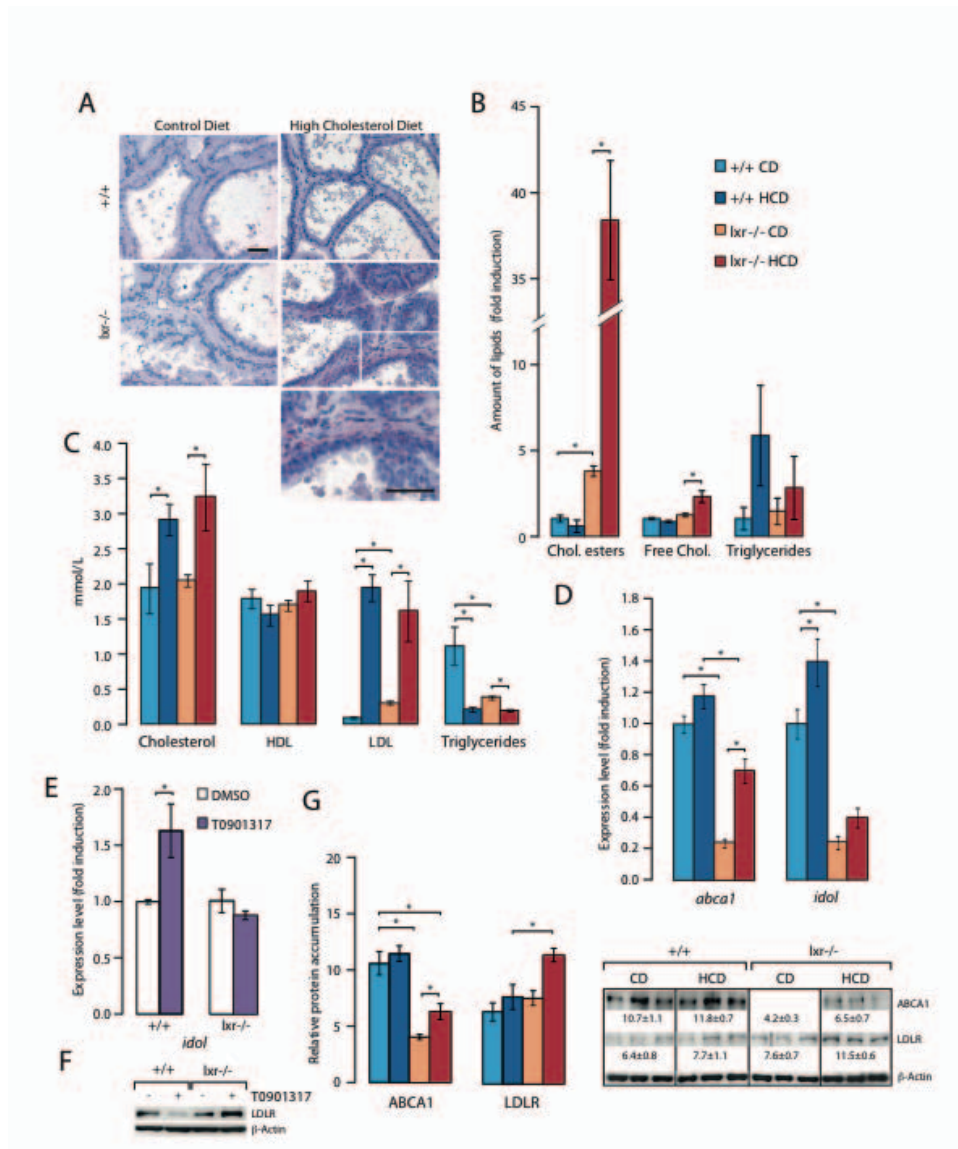 A
Control Diet
High Cholesterol Diet
+/+
lxr-/-
B
Amount of lipids (fold induction)
45
40
35
10
5
0
+/+ CD
+/+ HCD
lxr-/- CD
lxr-/- HCD
*
*
*
Chol. esters
Free Chol.
Triglycerides
C
mmol/L
4.0
3.5
3.0
2.5
2.0
1.5
1.0
0.5
0.0
*
*
*
*
*
*
*
*
Cholesterol
HDL
LDL
Triglycerides
D
Expression level (fold induction)
1.8
1.6
1.4
1.2
1.0
0.8
0.6
0.4
0.2
0.0
*
*
*
*
*
abca1
idol
E
Expression level (fold induction)
2.0
1.5
1.0
0.5
0.0
*
DMSO
T0901317
+/+
lxr-/-
idol
F
+/+ lxr-/-
- + - + T0901317
LDLR
β-Actin
G
Relative protein accumulation
20
15
10
5
0
*
*
*
*
ABCA1
LDLR
+/+ lxr-/-
CD HCD CD HCD
ABCA1
10.7±1.1 11.8±0.7 4.2±0.3 6.5±0.7
LDLR
6.4±0.8 7.7±1.1 7.6±0.7 11.5±0.6
β-Actin